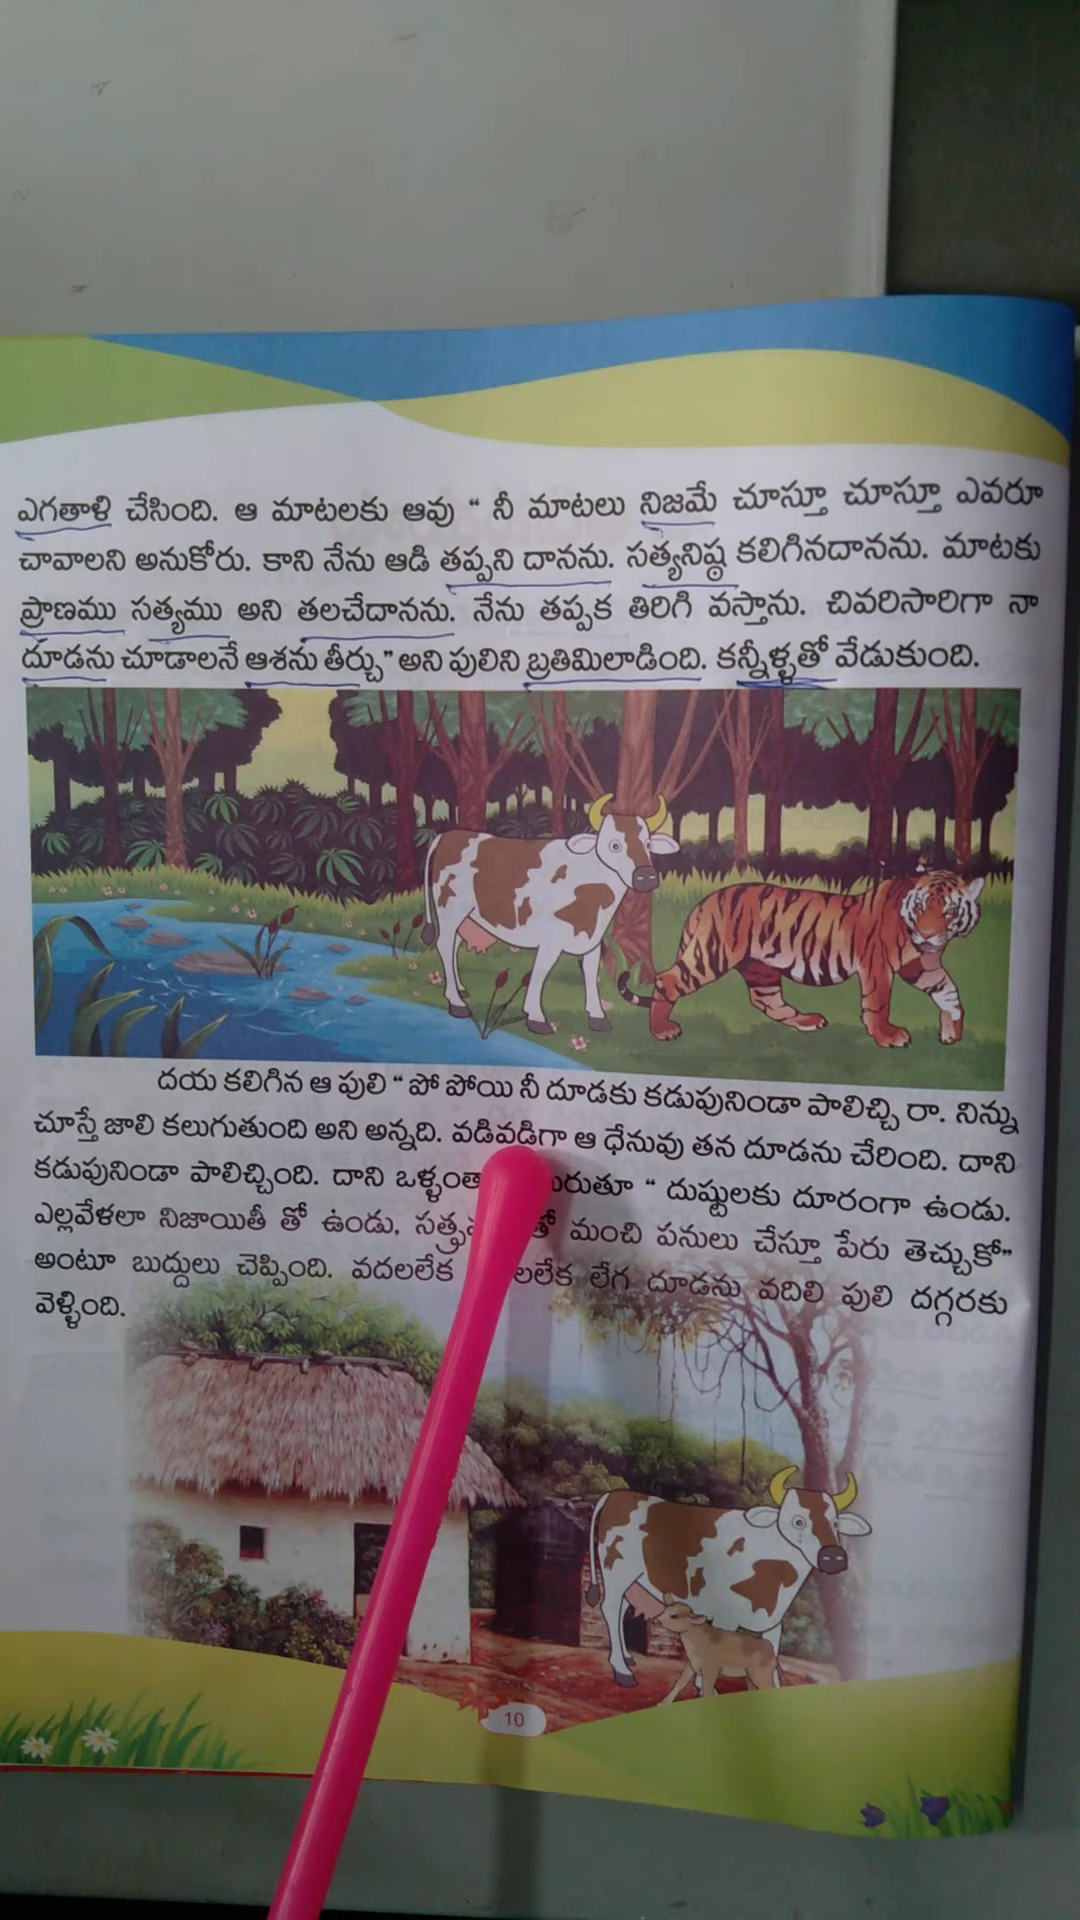 ఎగతాళి చేసింది. ఆ మాటలకు ఆవు “ నీ మాటలు నిజమే చూస్తూ చూస్తూ ఎవరూ
చావాలని అనుకోరు. కాని నేను ఆడి తప్పని దానను. సత్యనిష్ఠ కలిగినదానను. మాటకు
ప్రాణము సత్యము అని తలచేదానను. నేను తప్పక తిరిగి వస్తాను. చివరిసారిగా నా
దూడను చూడాలనే ఆశను తీర్చు” అని పులిని బ్రతిమిలాడింది. కన్నీళ్ళతో వేడుకుంది.
దయ కలిగిన ఆ పులి “ పో పోయి నీ దూడకు కడుపునిండా పాలిచ్చి రా. నిన్ను
చూస్తే జాలి కలుగుతుంది అని అన్నది. వడివడిగా ఆ ధేనువు తన దూడను చేరింది. దాని
కడుపునిండా పాలిచ్చింది. దాని “ దుష్టులకు దూరంగా ఉండు.
ఎల్లవేళలా నిజాయితీ తో ఉండు, మంచి పనులు చేస్తూ పేరు తెచ్చుకో”
అంటూ బుద్దులు చెప్పింది. వదలలేక లేగ దూడను వదిలి పులి దగ్గరకు
వెళ్ళింది.
10